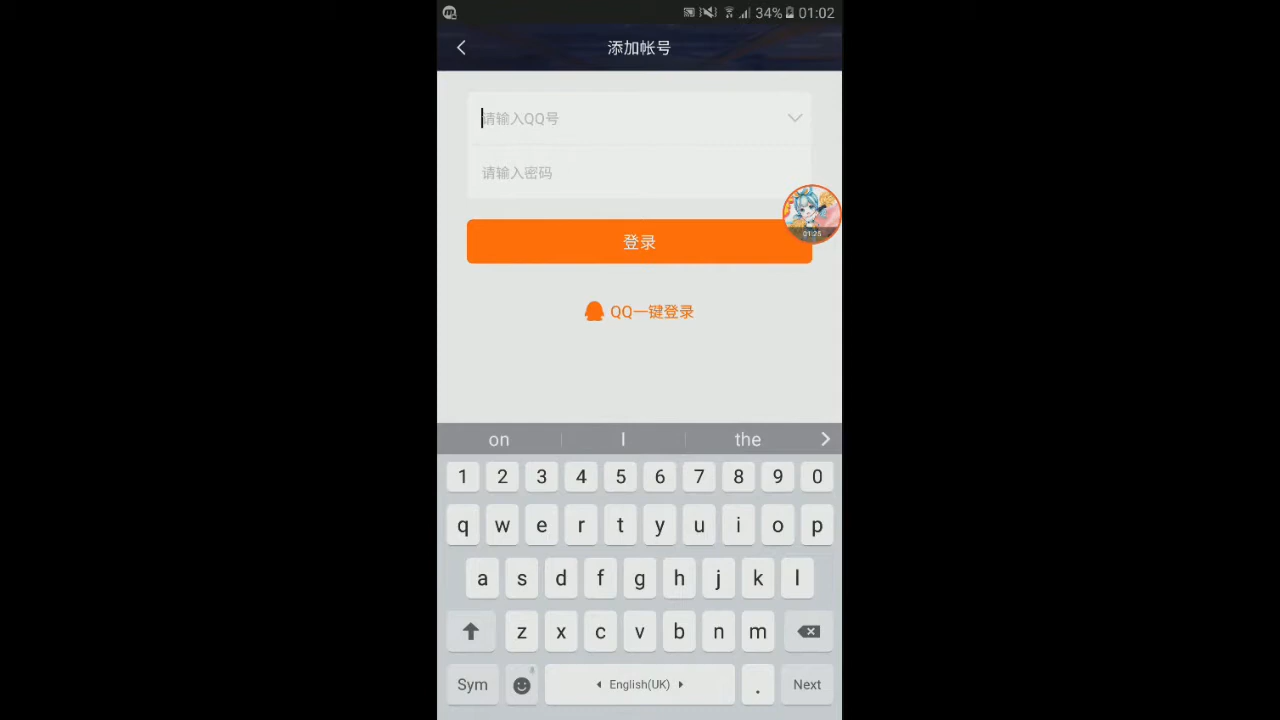 34% 01:02
添加帐号
请输入QQ号
请输入密码
01:25
登录
QQ一键登录
on I the
1 2 3 4 5 6 7 8 9 0
q w e r t y u i o p
a s d f g h j k l
z x c v b n m
Sym English(UK) . Next